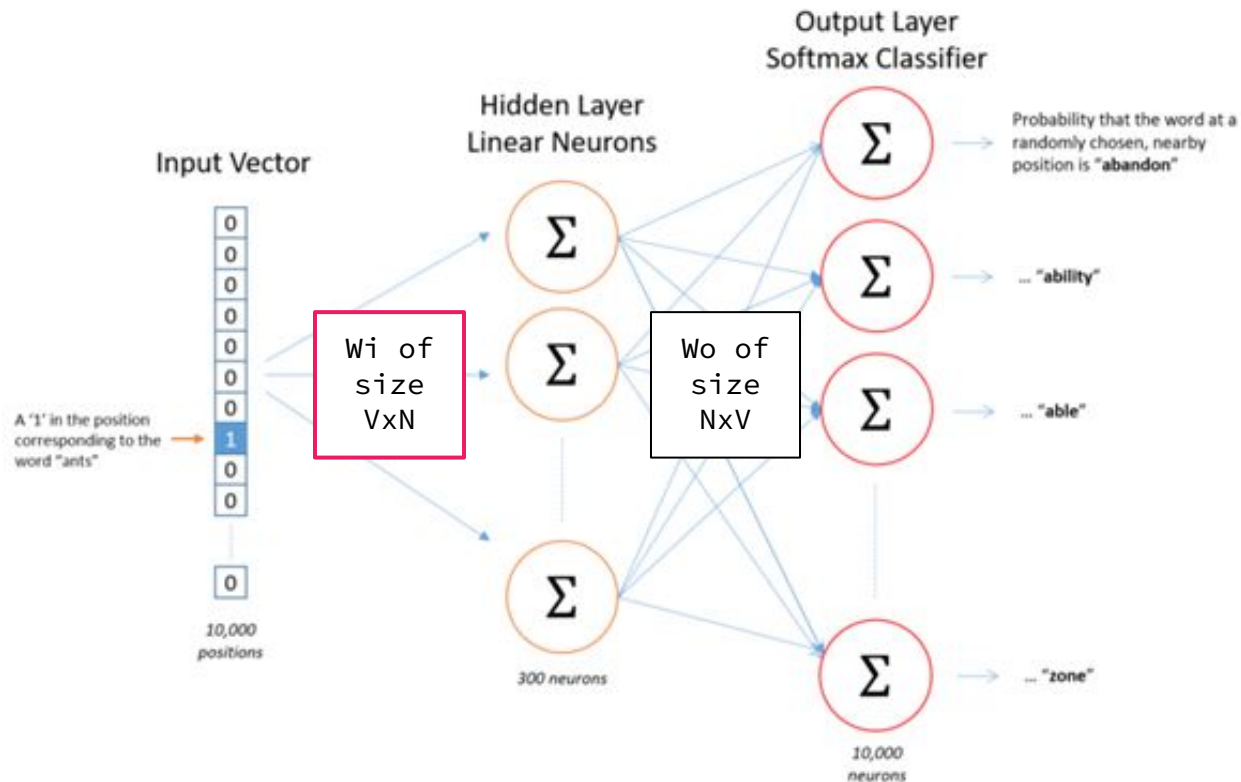 Output Layer
Softmax Classifier
Hidden Layer
Linear Neurons
Input Vector
Σ
Probability that the word at a
randomly chosen, nearby
position is "abandon"
0
0
0
0
0
0
0
1
0
0
0
A '1' in the position
corresponding to the
word "ants"
10,000
positions
Wi of
size
VxN
Σ
Σ
Σ
300 neurons
Wo of
size
NxV
Σ
... "ability"
Σ
... "able"
Σ
... "zone"
10,000
neurons